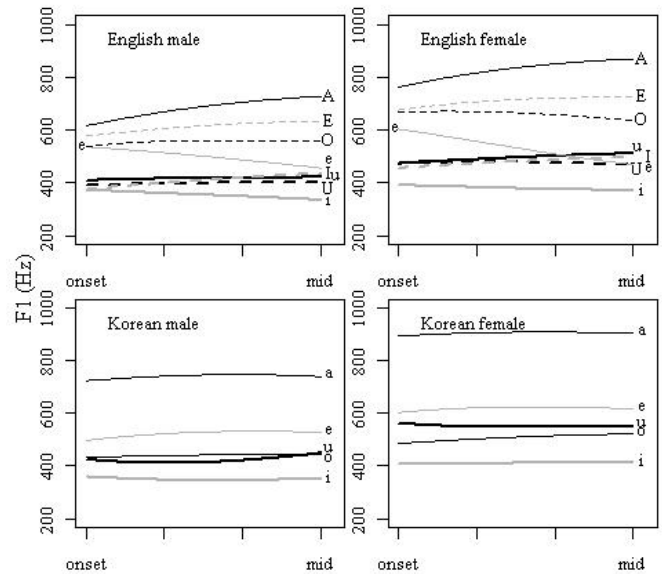 English male
English female
1000
800
600
400
200
A
E
O
e
e
Iu
U
i
1000
800
600
400
200
A
E
O
e
u
I
U e
i
onset
mid
onset
mid
F1 (Hz)
Korean male
Korean female
1000
800
600
400
200
a
e
u
o
i
1000
800
600
400
200
a
e
u
o
i
onset
mid
onset
mid